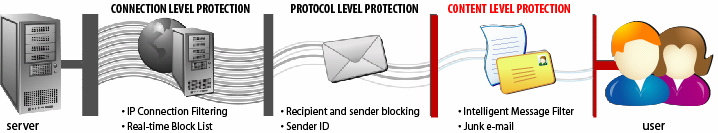 CONNECTION LEVEL PROTECTION
PROTOCOL LEVEL PROTECTION
CONTENT LEVEL PROTECTION
server
• IP Connection Filtering
• Real-time Block List
• Recipient and sender blocking
• Sender ID
• Intelligent Message Filter
• Junk e-mail
user